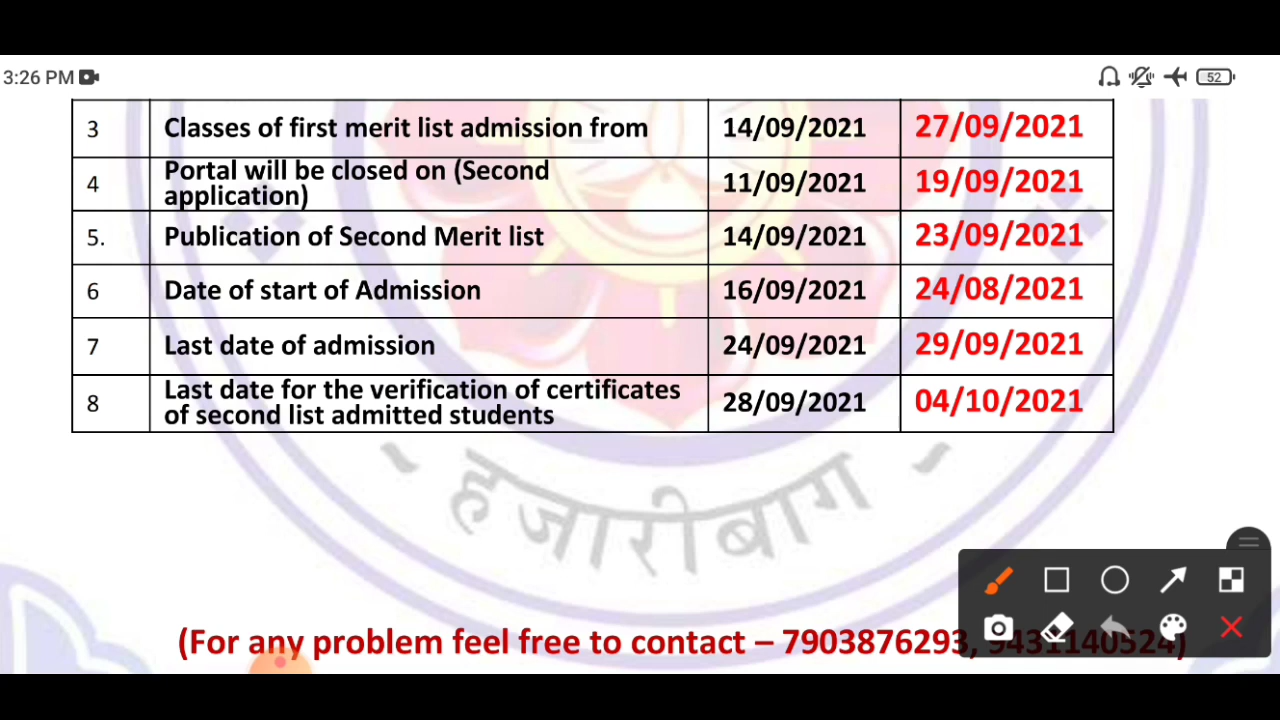 3:26 PM
52
3 Classes of first merit list admission from 14/09/2021 27/09/2021
4 Portal will be closed on (Second
application) 11/09/2021 19/09/2021
5. Publication of Second Merit list 14/09/2021 23/09/2021
6 Date of start of Admission 16/09/2021 24/08/2021
7 Last date of admission 24/09/2021 29/09/2021
8 Last date for the verification of certificates
of second list admitted students 28/09/2021 04/10/2021
हजारीबाग
(For any problem feel free to contact – 7903876293, 9431140524)